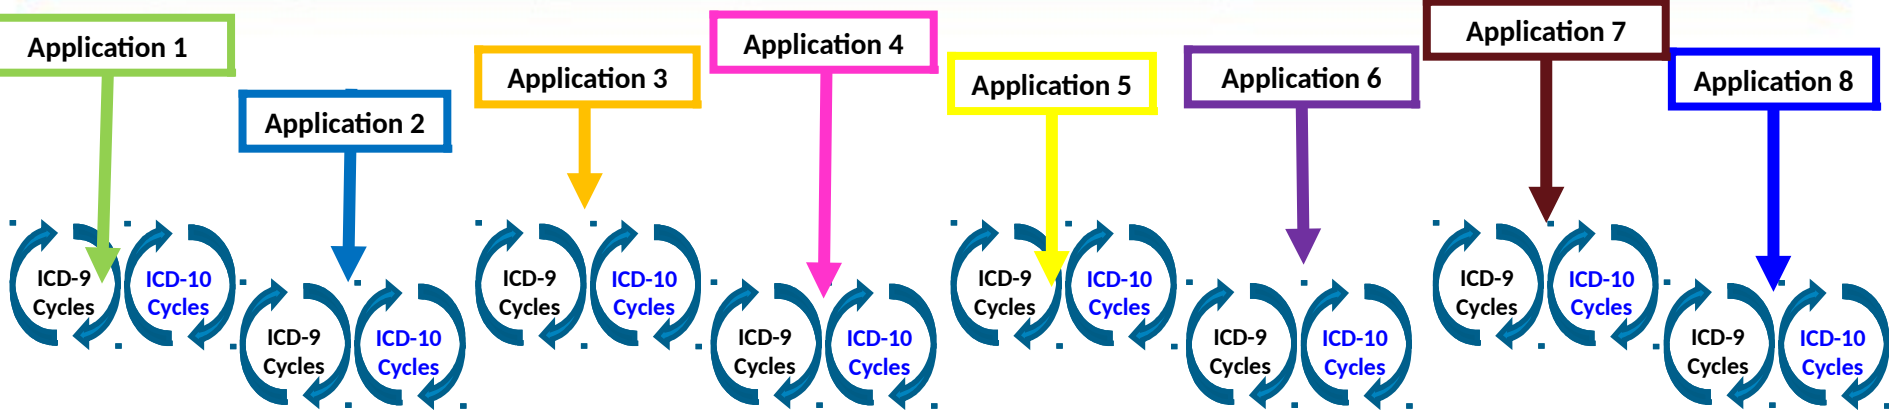 Application 1
Application 2
Application 3
Application 4
Application 5
Application 6
Application 7
Application 8
ICD-9
Cycles
ICD-10
Cycles
ICD-9
Cycles
ICD-10
Cycles
ICD-9
Cycles
ICD-10
Cycles
ICD-9
Cycles
ICD-10
Cycles
ICD-9
Cycles
ICD-10
Cycles
ICD-9
Cycles
ICD-10
Cycles
ICD-9
Cycles
ICD-10
Cycles
ICD-9
Cycles
ICD-10
Cycles